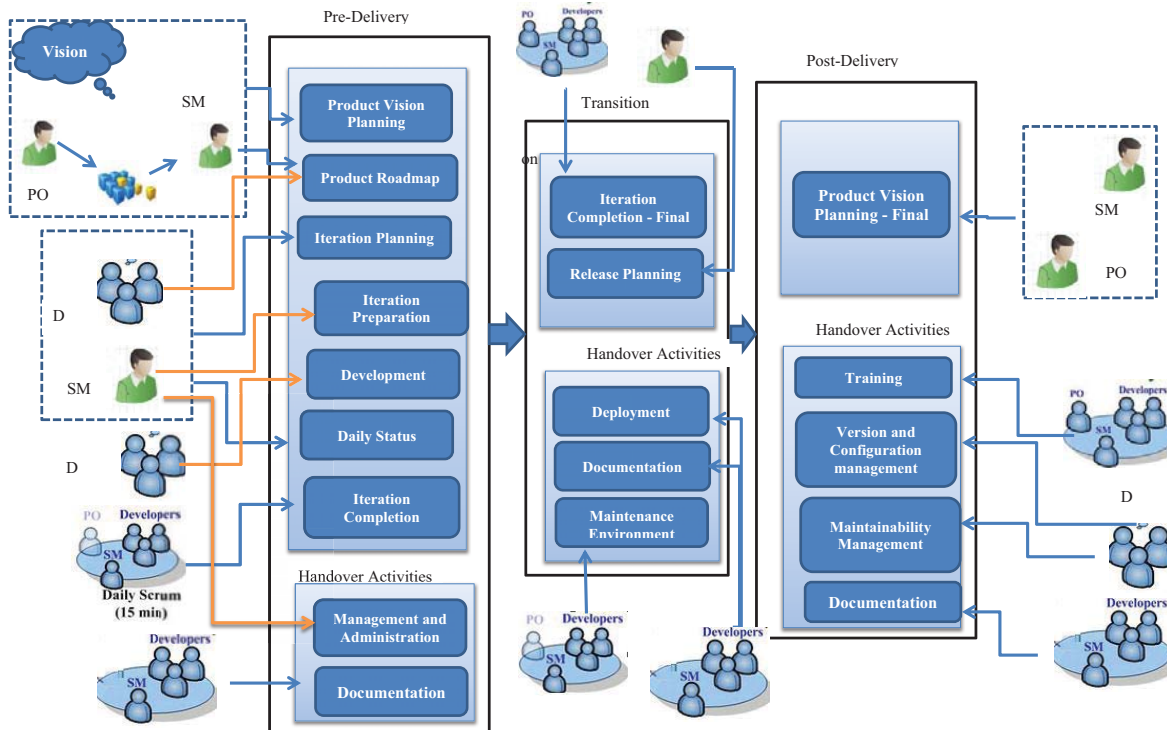 Pre-Delivery
Vision
SM
PO
Product Vision
Planning
Product Roadmap
Iteration Planning
D
SM
Iteration
Preparation
Development
Daily Status
D
Iteration
Completion
PO
Developers
SM
Daily Scrum
(15 min)
Handover Activities
Management and
Administration
Documentation
Developers
SM
PO
Developers
SM
Transition
on
Iteration
Completion - Final
Release Planning
Handover Activities
Deployment
Documentation
Maintenance
Environment
PO
Developers
SM
Developers
SM
Post-Delivery
Product Vision
Planning - Final
SM
PO
Handover Activities
Training
Version and
Configuration
management
Maintainability
Management
Documentation
PO
Developers
SM
D
Developers
SM